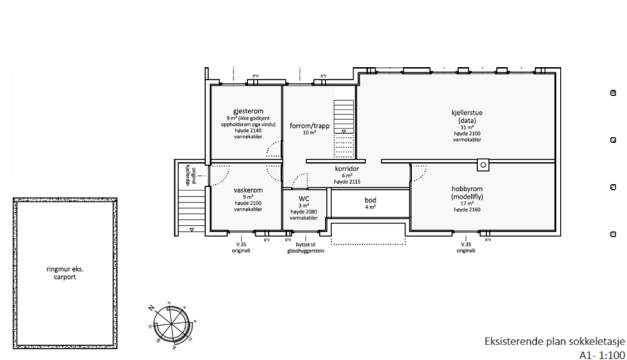 gjesterom
9 m² (ikke godkjent
oppholdsrom pga vindu)
høyde 2140
varmekabler
forrom/trapp
10 m²
kjellerstue
(data)
31 m²
høyde 2100
varmekabler
korridor
6 m²
høyde 2115
original
kjellerdør
vaskerom
9 m²
høyde 2100
varmekabler
WC
3 m²
høyde 2080
varmekabler
bod
4 m²
hobbyrom
(modellfly)
17 m²
høyde 2160
V.35
originalt
byttet til
glassbyggerstein
V.35
originalt
ringmur eks.
carport
N
Eksisterende plan sokkeletasje
A1- 1:100